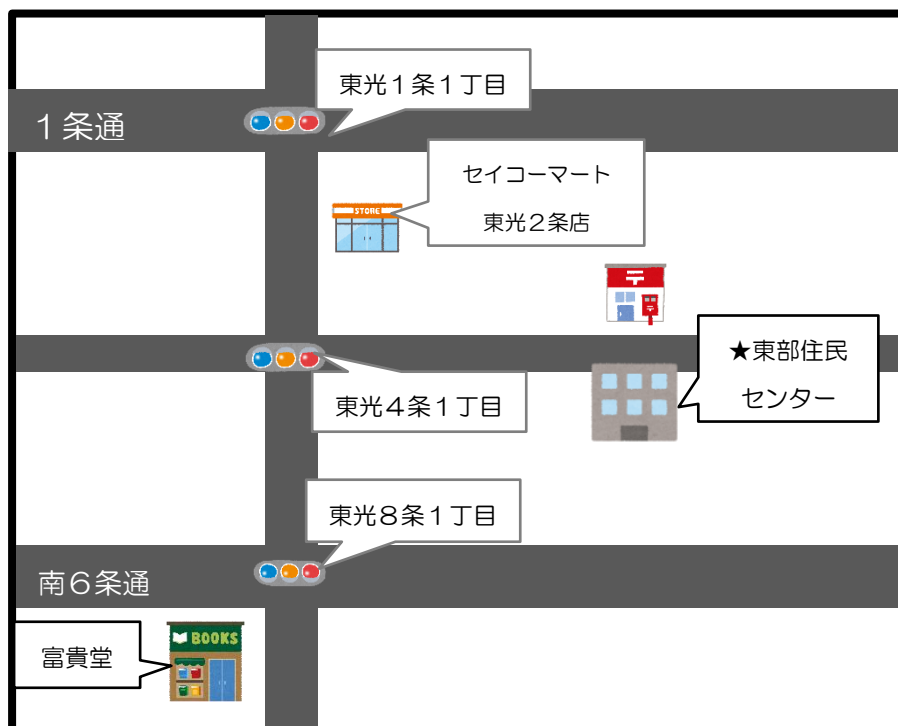 東光１条１丁目
１条通
セイコーマート
東光２条店
STORE
〒
★東部住民
センター
東光４条１丁目
東光８条１丁目
南６条通
BOOKS
富貴堂